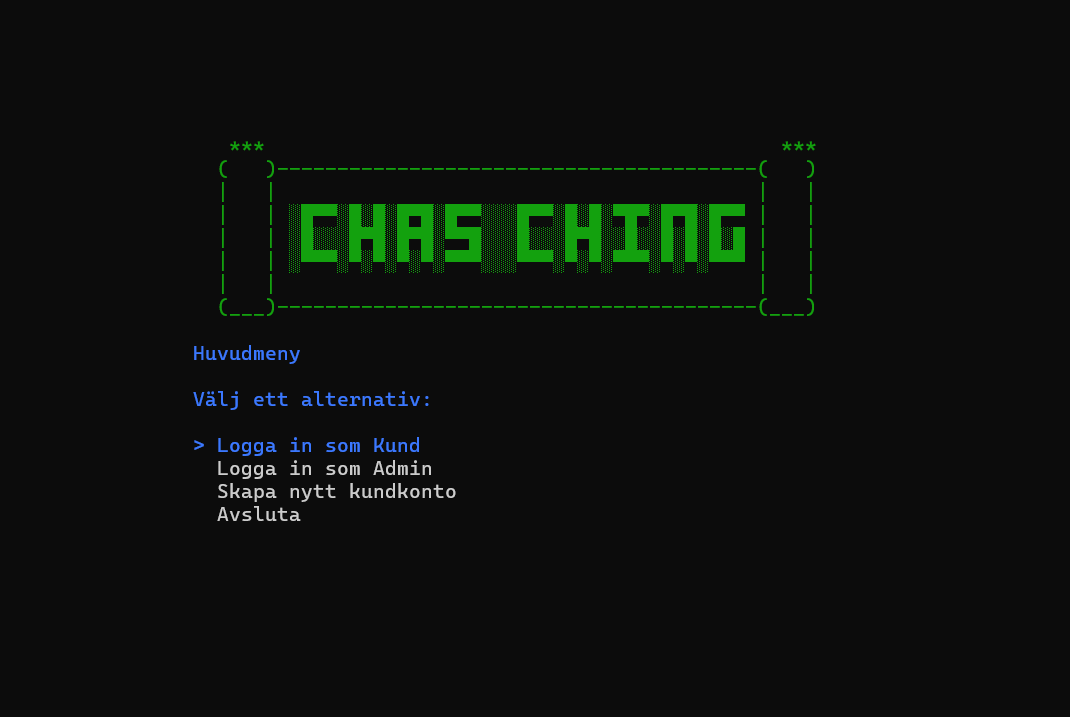 CHAS CHING
Huvudmeny
Välj ett alternativ:
> Logga in som Kund
Logga in som Admin
Skapa nytt kundkonto
Avsluta